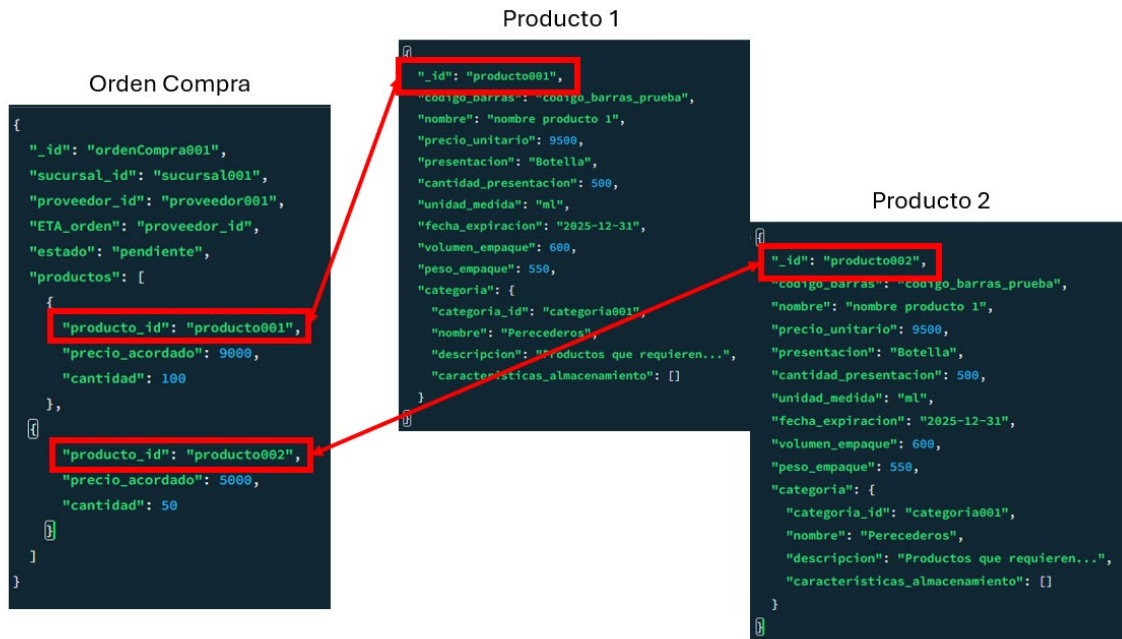 Orden Compra
{
"_id": "ordenCompra001",
"sucursal_id": "sucursal001",
"proveedor_id": "proveedor001",
"ETA_orden": "proveedor_id",
"estado": "pendiente",
"productos": [
{
"producto_id": "producto001",
"precio_acordado": 9000,
"cantidad": 100
},
{
"producto_id": "producto002",
"precio_acordado": 5000,
"cantidad": 50
}
]
}
Producto 1
{
"_id": "producto001",
"codigo_barras": "codigo_barras_prueba",
"nombre": "nombre producto 1",
"precio_unitario": 9500,
"presentacion": "Botella",
"cantidad_presentacion": 500,
"unidad_medida": "ml",
"fecha_expiracion": "2025-12-31",
"volumen_empaque": 600,
"peso_empaque": 550,
"categoria": {
"categoria_id": "categoria001",
"nombre": "Perecederos",
"descripcion": "Productos que requieren...",
"caracteristicas_almacenamiento": []
}
}
Producto 2
{
"_id": "producto002",
"codigo_barras": "codigo_barras_prueba",
"nombre": "nombre producto 1",
"precio_unitario": 9500,
"presentacion": "Botella",
"cantidad_presentacion": 500,
"unidad_medida": "ml",
"fecha_expiracion": "2025-12-31",
"volumen_empaque": 600,
"peso_empaque": 550,
"categoria": {
"categoria_id": "categoria001",
"nombre": "Perecederos",
"descripcion": "Productos que requieren...",
"caracteristicas_almacenamiento": []
}
}